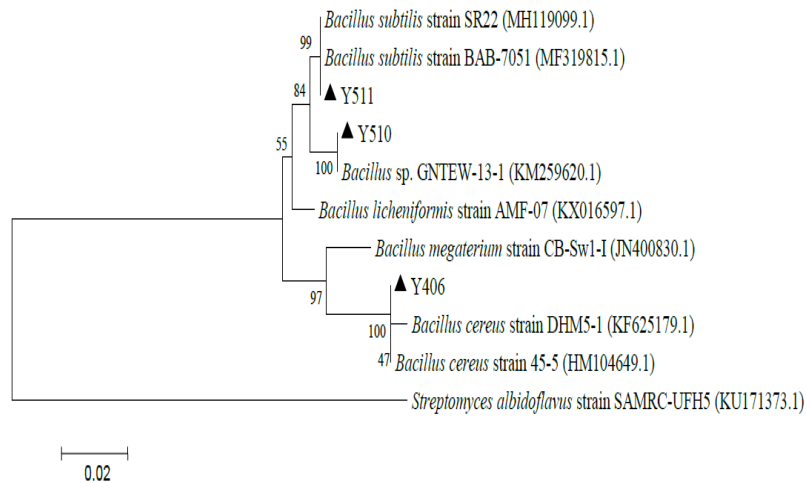 Bacillus subtilis strain SR22 (MH119099.1)
99
Bacillus subtilis strain BAB-7051 (MF319815.1)
84
Y511
Y510
55
100
Bacillus sp. GNTEW-13-1 (KM259620.1)
Bacillus licheniformis strain AMF-07 (KX016597.1)
Bacillus megaterium strain CB-Sw1-I (JN400830.1)
Y406
97
100
Bacillus cereus strain DHM5-1 (KF625179.1)
47
Bacillus cereus strain 45-5 (HM104649.1)
Streptomyces albidoflavus strain SAMRC-UFH5 (KU171373.1)
0.02